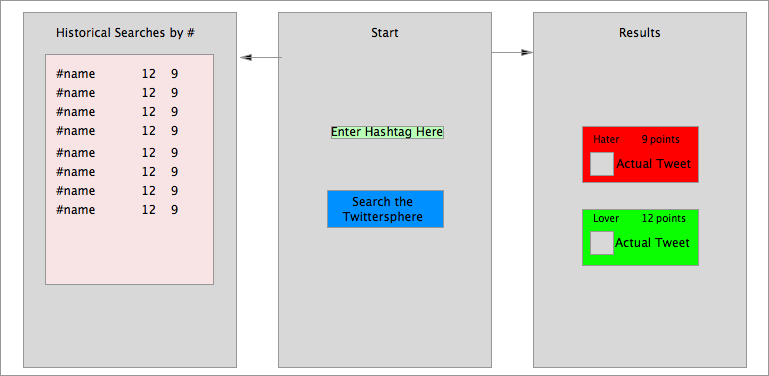 Historical Searches by #
#name 12 9
#name 12 9
#name 12 9
#name 12 9
#name 12 9
#name 12 9
#name 12 9
#name 12 9
Start
Enter Hashtag Here
Search the
Twittersphere
Results
Hater 9 points
Actual Tweet
Lover 12 points
Actual Tweet